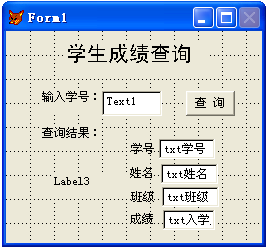 Form1
学生成绩查询
输入学号： Text1 查 询
查询结果：
学号 txt学号
Label3 姓名 txt姓名
班级 txt班级
成绩 txt入学